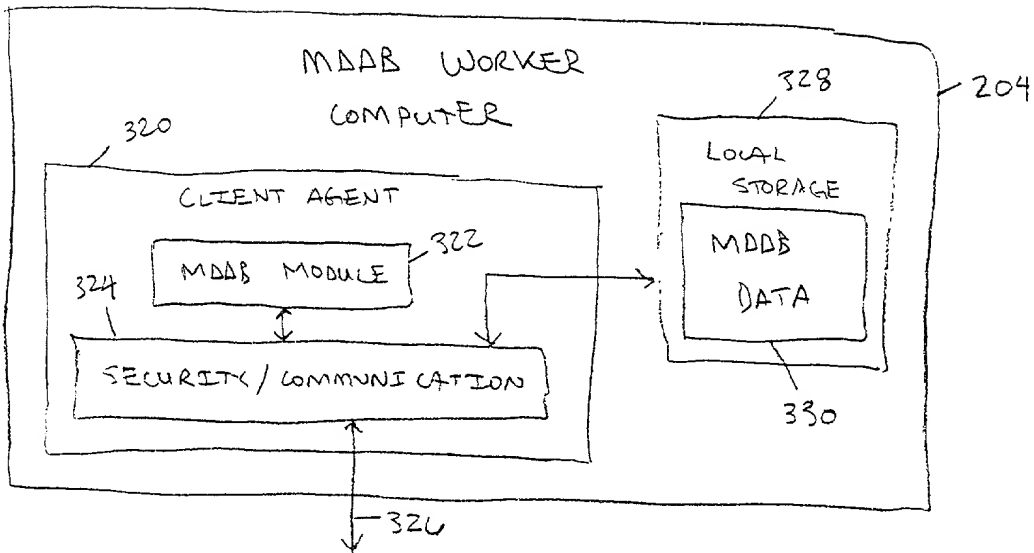 MDAB WORKER
COMPUTER
204
328
320
LOCAL
STORAGE
CLIENT AGENT
322
MDAB MODULE
MDAB
DATA
324
SECURITY/COMMUNICATION
330
326